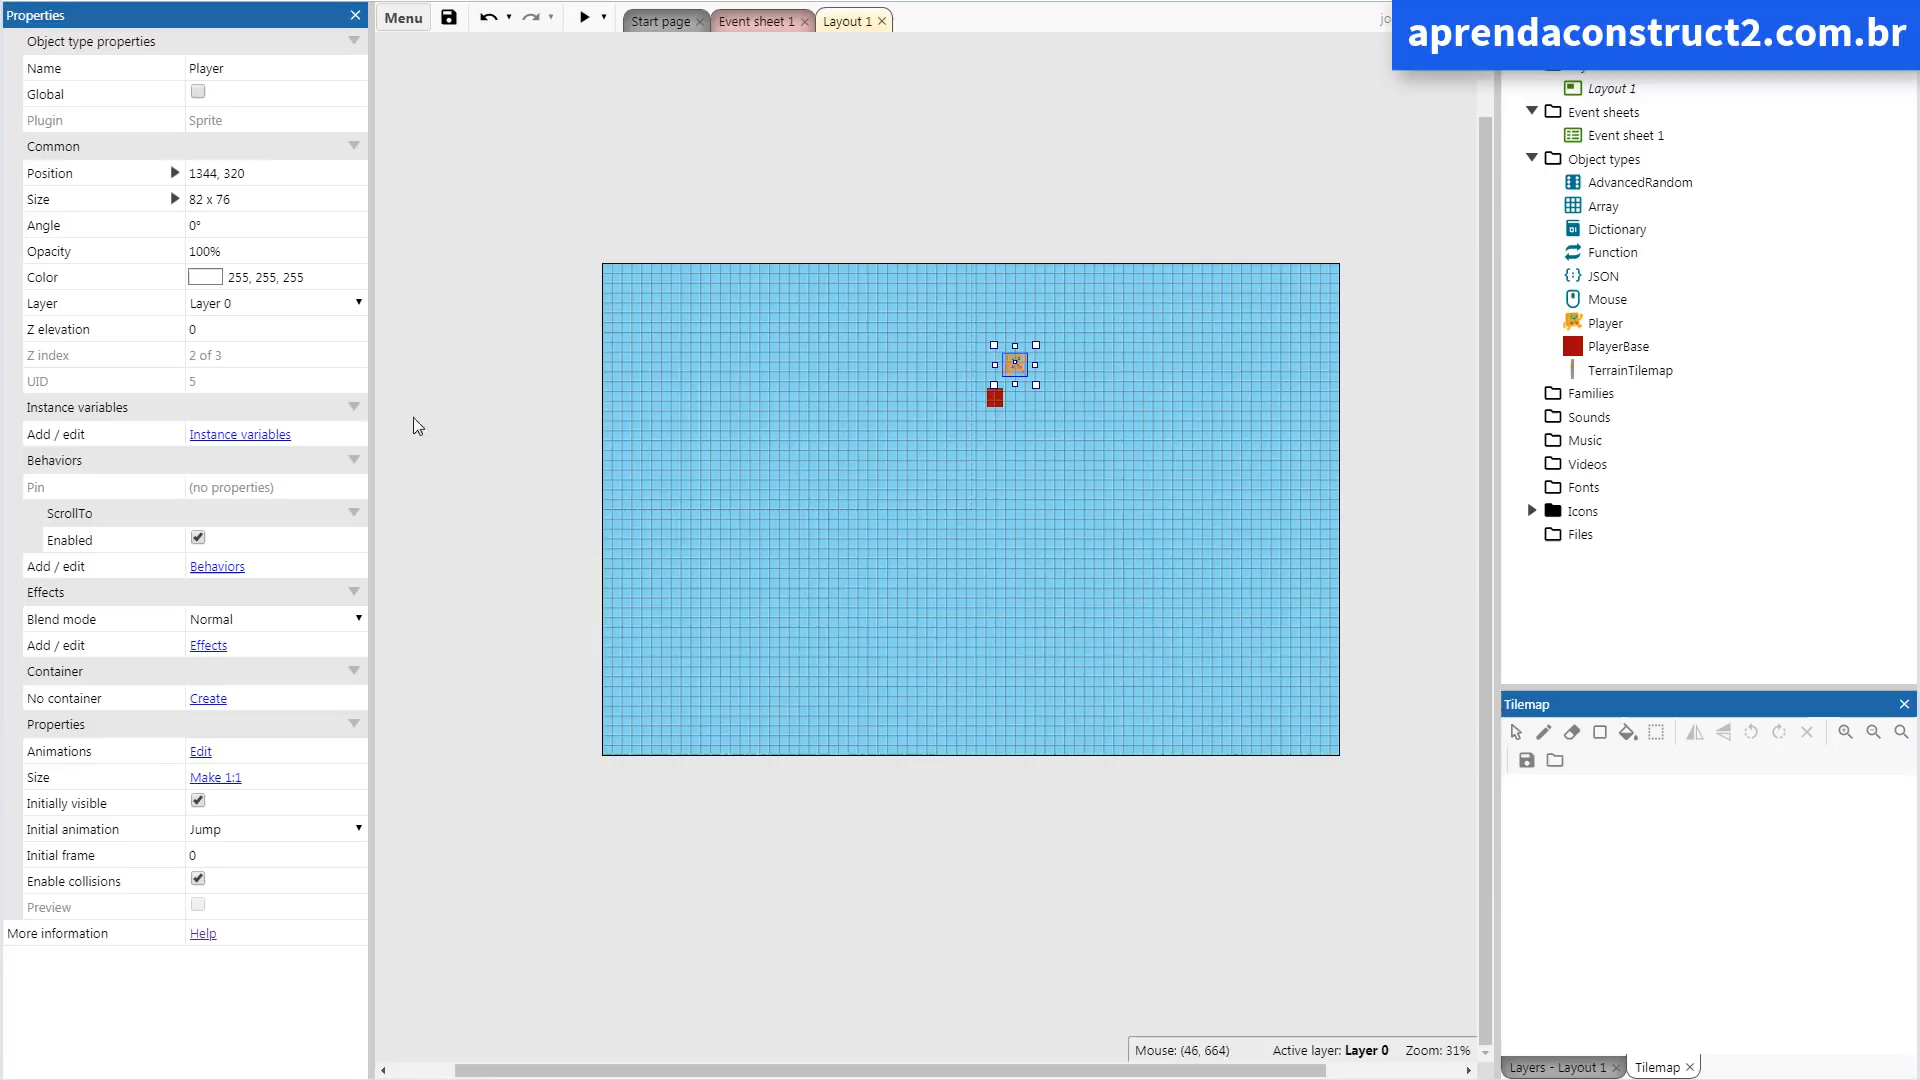 Properties
Object type properties
Name Player
Global
Plugin Sprite
Common
Position 1344, 320
Size 82 x 76
Angle 0°
Opacity 100%
Color 255, 255, 255
Layer Layer 0
Z elevation 0
Z index 2 of 3
UID 5
Instance variables
Add / edit Instance variables
Behaviors
Pin (no properties)
ScrollTo
Enabled
Add / edit Behaviors
Effects
Blend mode Normal
Add / edit Effects
Container
No container Create
Properties
Animations Edit
Size Make 1:1
Initially visible
Initial animation Jump
Initial frame 0
Enable collisions
Preview
More information Help
Menu
Start page
Event sheet 1
Layout 1
aprendaconstruct2.com.br
Layout 1
Event sheets
Event sheet 1
Object types
AdvancedRandom
Array
Dictionary
Function
JSON
Mouse
Player
PlayerBase
TerrainTilemap
Families
Sounds
Music
Videos
Fonts
Icons
Files
Tilemap
Mouse: (46, 664) Active layer: Layer 0 Zoom: 31%
Layers - Layout 1 Tilemap